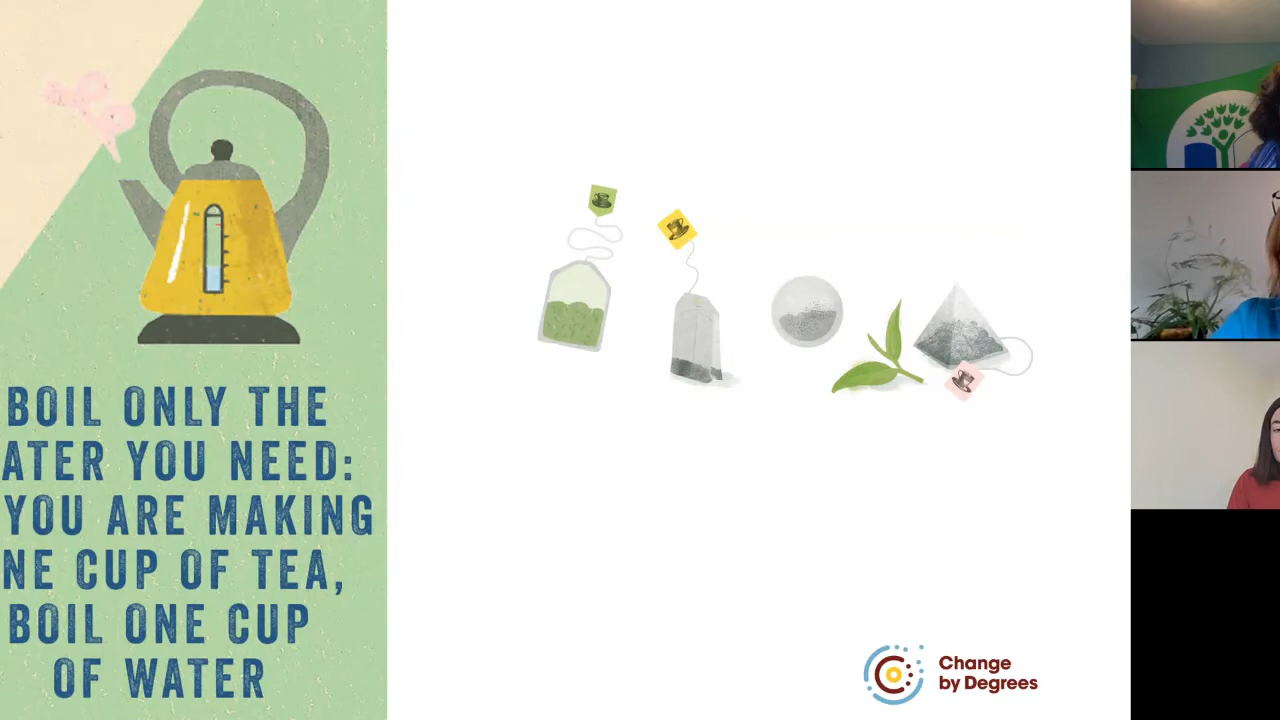 BOIL ONLY THE
ATER YOU NEED:
YOU ARE MAKING
NE CUP OF TEA,
BOIL ONE CUP
OF WATER
Change
by Degrees